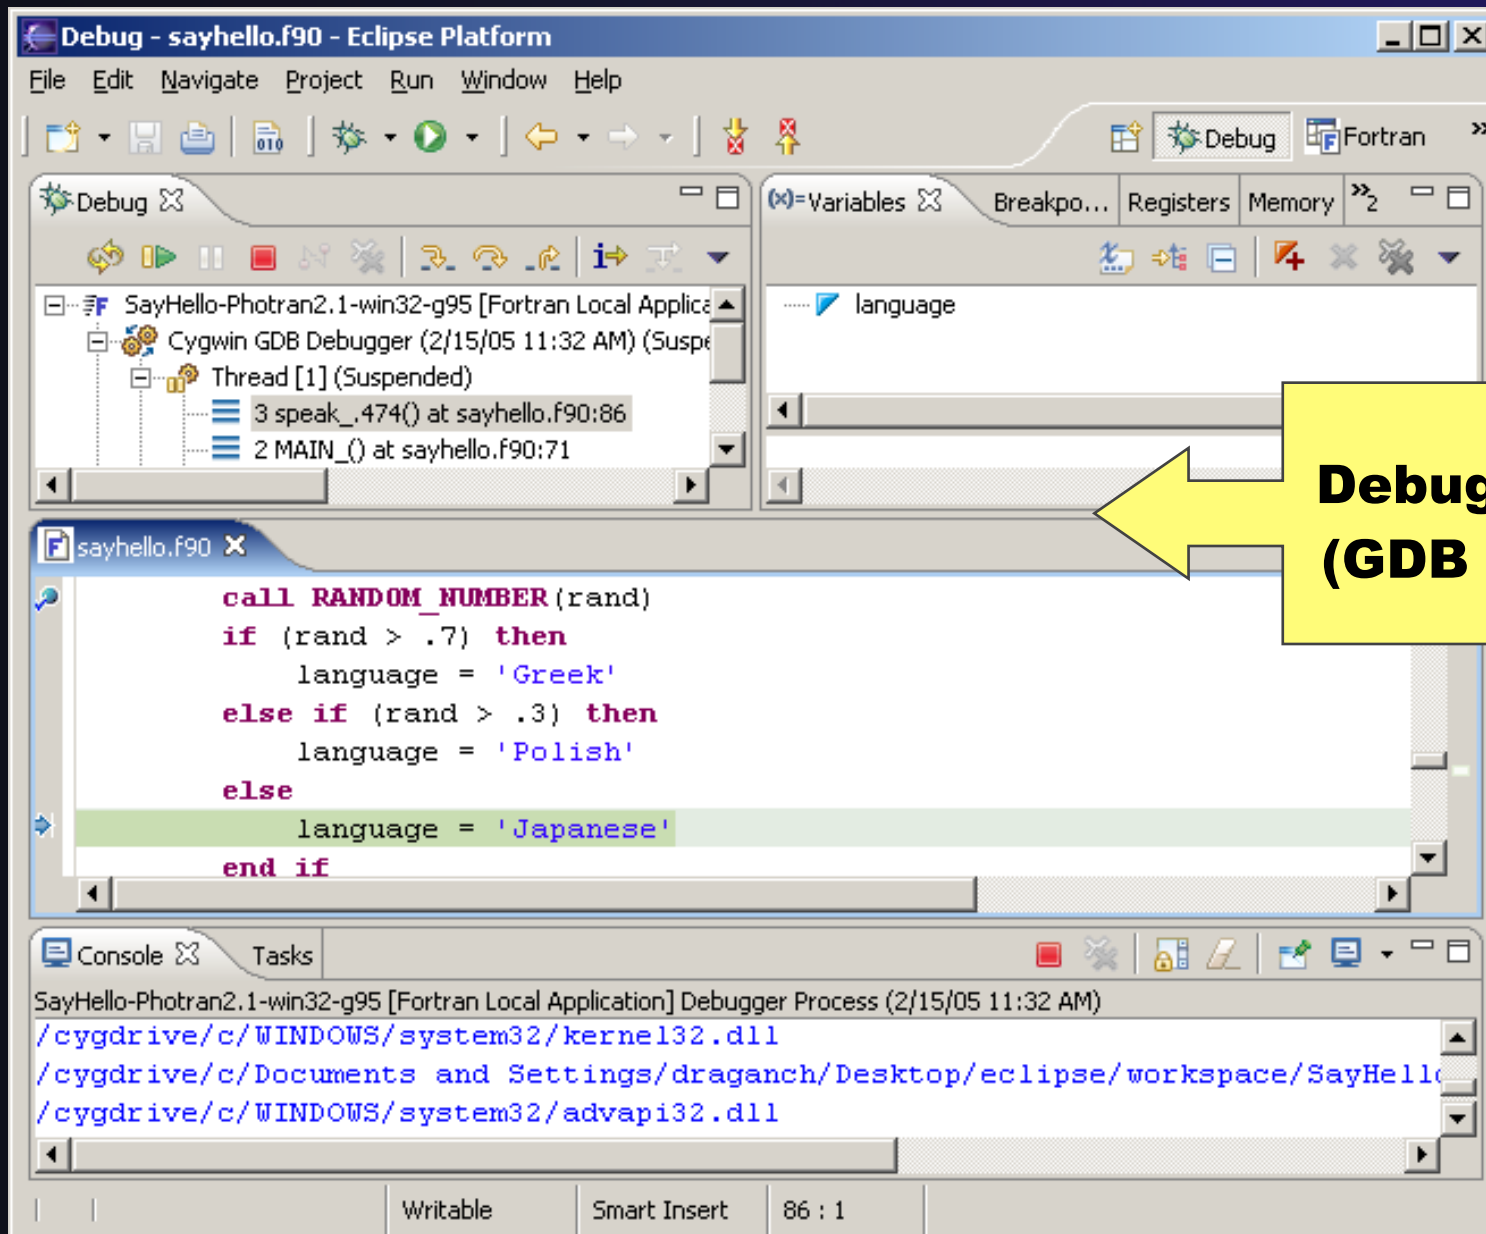 Debug - sayhello.f90 - Eclipse Platform
File Edit Navigate Project Run Window Help
010
Debug Fortran
Debug
(x)= Variables Breakpo... Registers Memory »2
SayHello-Photran2.1-win32-g95 [Fortran Local Applica
Cygwin GDB Debugger (2/15/05 11:32 AM) (Suspe
Thread [1] (Suspended)
3 speak_.474() at sayhello.f90:86
2 MAIN_() at sayhello.f90:71
language
Debug
(GDB
sayhello.f90
call RANDOM_NUMBER(rand)
if (rand > .7) then
language = 'Greek'
else if (rand > .3) then
language = 'Polish'
else
language = 'Japanese'
end if
Console Tasks
SayHello-Photran2.1-win32-g95 [Fortran Local Application] Debugger Process (2/15/05 11:32 AM)
/cygdrive/c/WINDOWS/system32/kernel32.dll
/cygdrive/c/Documents and Settings/draganch/Desktop/eclipse/workspace/SayHello
/cygdrive/c/WINDOWS/system32/advapi32.dll
Writable Smart Insert 86 : 1